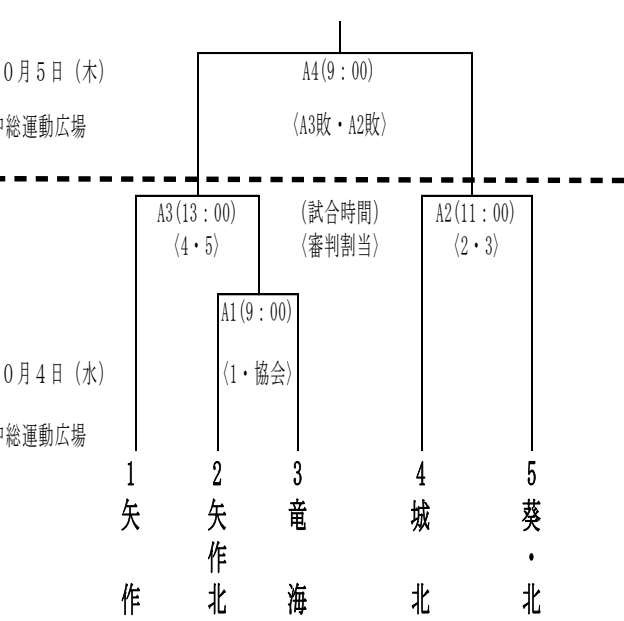 0月5日（木）
A4(9：00)
総運動広場
〈A3敗・A2敗〉
A3(13：00)
(試合時間)
A2(11：00)
〈4・5〉
〈審判割当〉
〈2・3〉
A1(9：00)
0月4日（水）
〈1・協会〉
総運動広場
1 矢作
2 矢作北
3 竜海
4 城北
5 葵・北